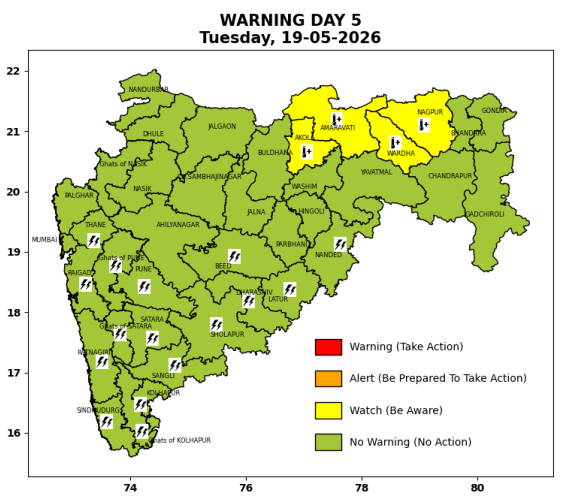 WARNING DAY 5
Tuesday, 19-05-2026
22
21
20
19
18
17
16
74
76
78
80
NANDURBAR
DHULE
JALGAON
BULDHANA
AKOLA
AMARAVATI
NAGPUR
WARDHA
BHANDARA
GONDIA
Ghats of NASIK
NASIK
SAMBHAJINAGAR
WASHIM
YAVATMAL
CHANDRAPUR
GADCHIROLI
PALGHAR
THANE
MUMBAI
AHILYANAGAR
JALNA
HINGOLI
PARBHANI
NANDED
Ghats of PUNE
PUNE
RAIGAD
BEED
DHARASHIV
LATUR
SATARA
Ghats of SATARA
SHOLAPUR
RATNAGIRI
SANGLI
KOLHAPUR
SINDHUDURG
Ghats of KOLHAPUR
Warning (Take Action)
Alert (Be Prepared To Take Action)
Watch (Be Aware)
No Warning (No Action)